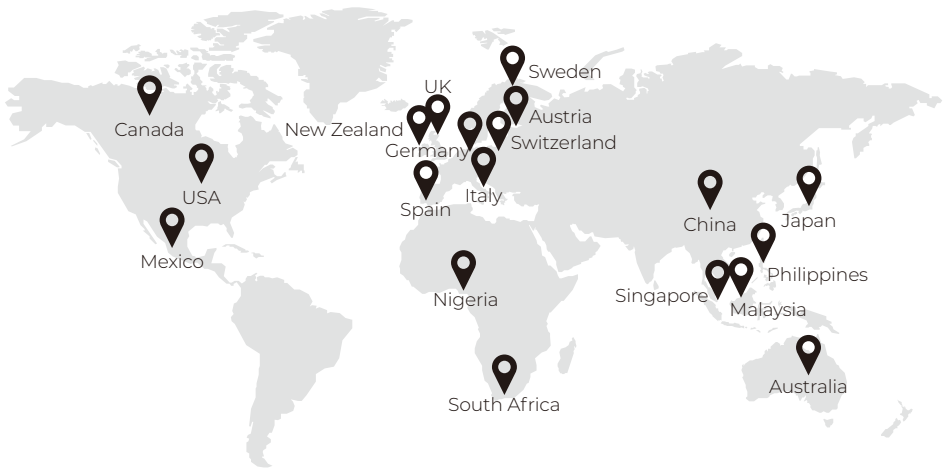 Sweden
UK
Austria
Canada
New Zealand
Switzerland
Germany
USA
Italy
Spain
China
Japan
Mexico
Philippines
Singapore
Nigeria
Malaysia
Australia
South Africa